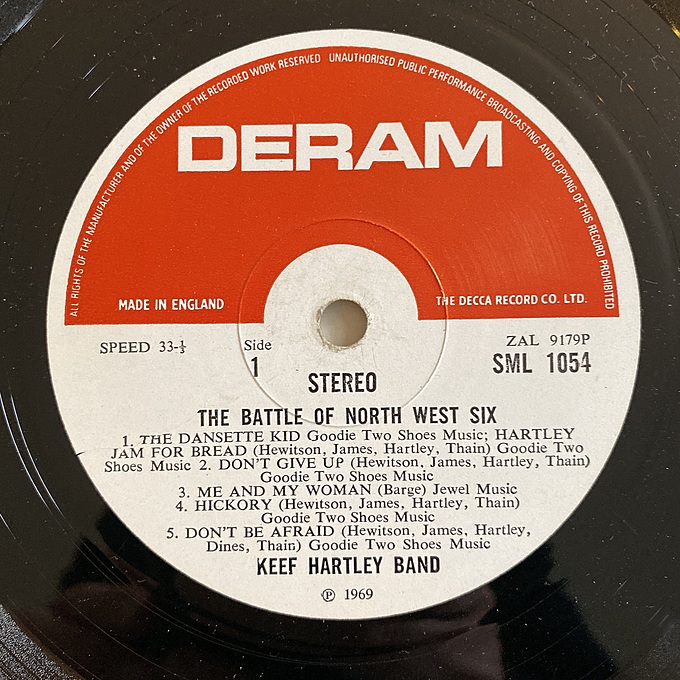 ALL RIGHTS OF THE MANUFACTURER AND OF THE OWNER OF THE RECORDED WORK RESERVED UNAUTHORISED PUBLIC PERFORMANCE BROADCASTING AND COPYING OF THIS RECORD PROHIBITED
DERAM
MADE IN ENGLAND
THE DECCA RECORD CO. LTD.
SPEED 33-⅓
Side
1
ZAL 9179P
SML 1054
STEREO
THE BATTLE OF NORTH WEST SIX
1. THE DANSETTE KID Goodie Two Shoes Music; HARTLEY
JAM FOR BREAD (Hewitson, James, Hartley, Thain) Goodie Two
Shoes Music 2. DON'T GIVE UP (Hewitson, James, Hartley, Thain)
Goodie Two Shoes Music
3. ME AND MY WOMAN (Barge) Jewel Music
4. HICKORY (Hewitson, James, Hartley, Thain)
Goodie Two Shoes Music
5. DON'T BE AFRAID (Hewitson, James, Hartley,
Dines, Thain) Goodie Two Shoes Music
KEEF HARTLEY BAND
℗ 1969